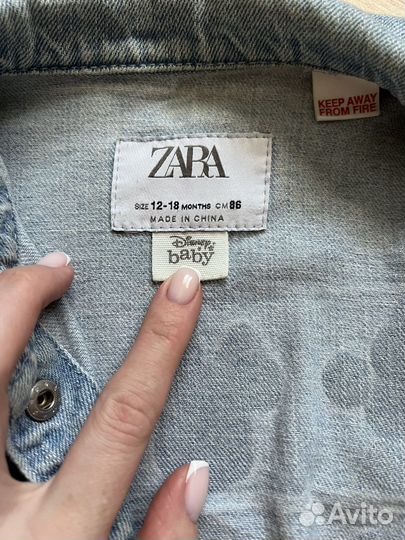 KEEP AWAY
FROM FIRE
ZARA
SIZE 12-18 MONTHS CM 86
MADE IN CHINA
Disney
baby
Avito